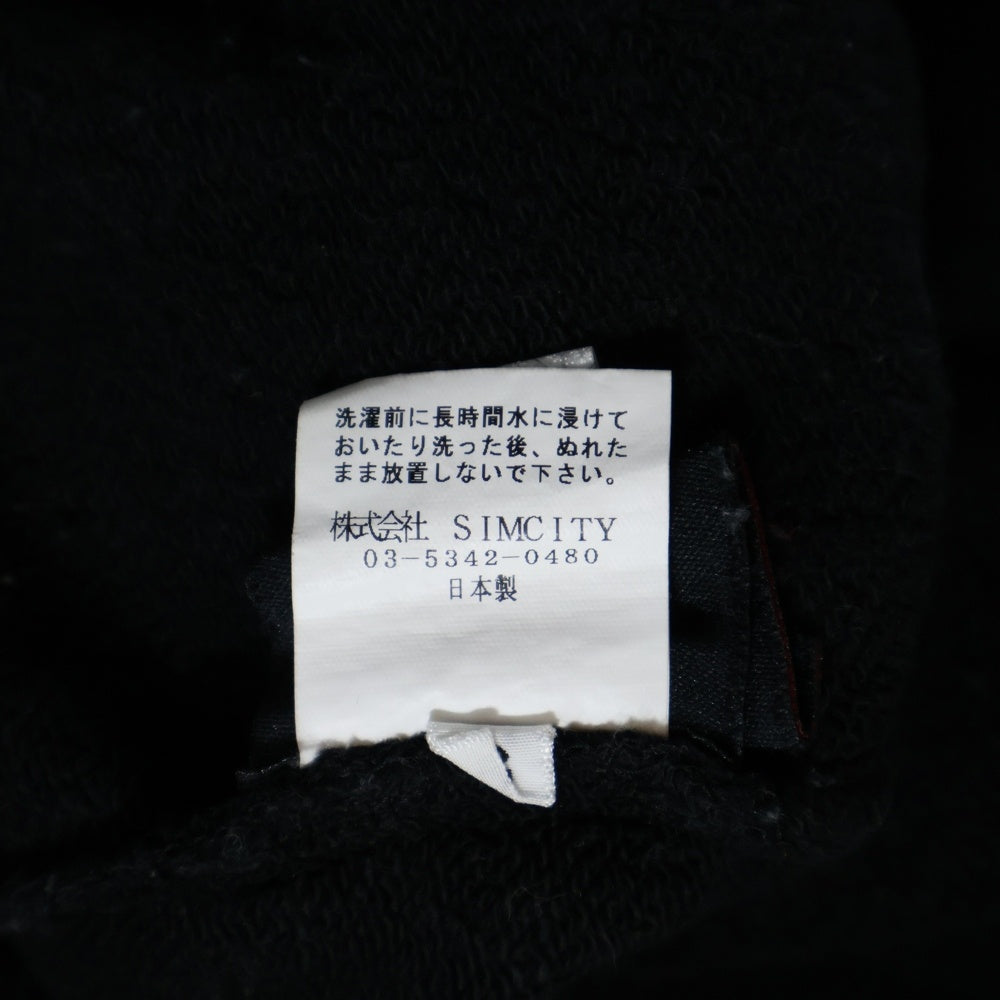 洗濯前に長時間水に浸けて
おいたり洗った後、ぬれた
まま放置しないで下さい。
株式会社 SIMCITY
03-5342-0480
日本製